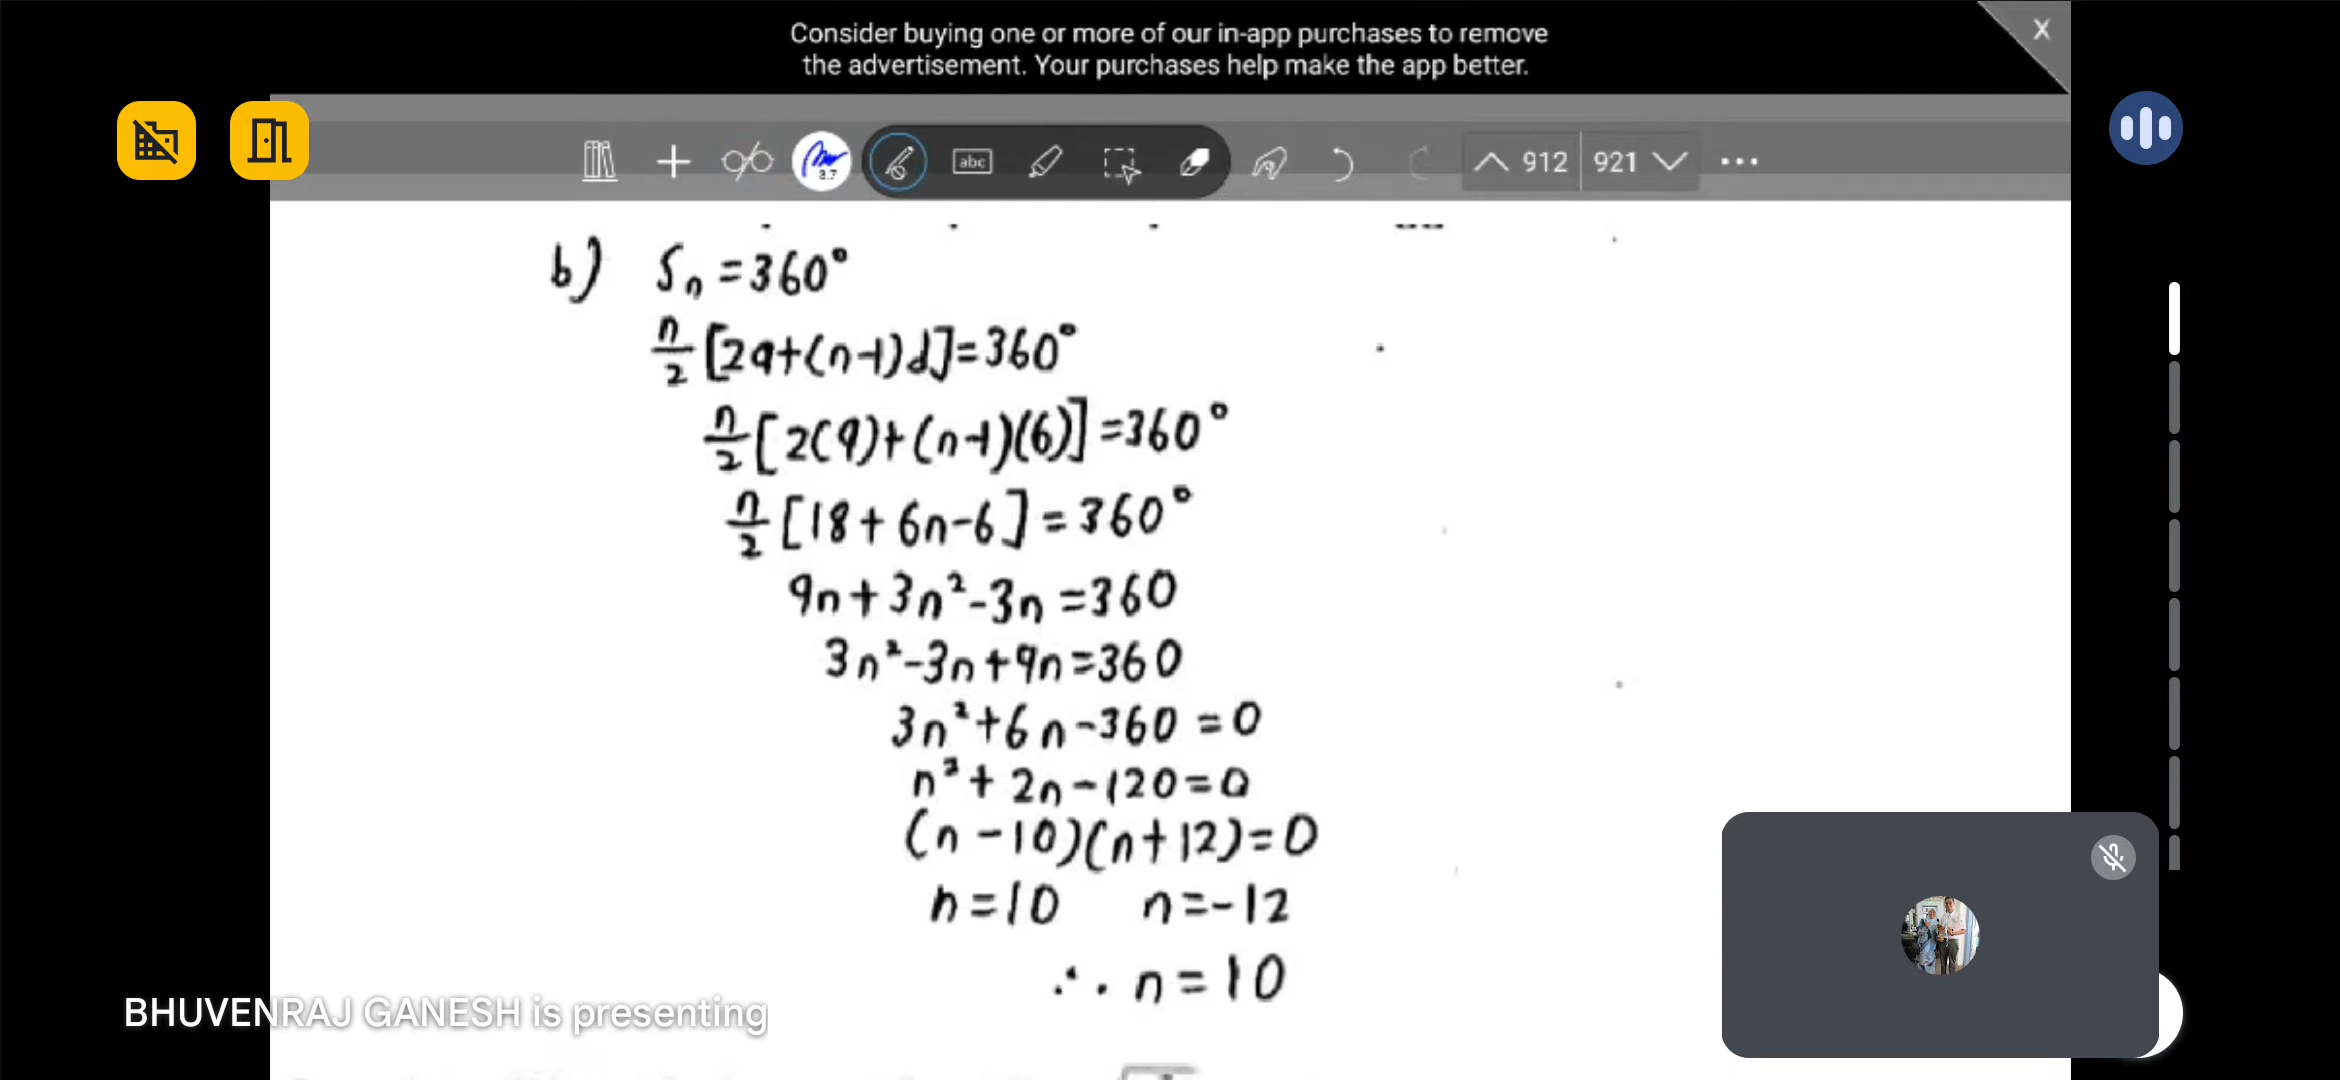 Consider buying one or more of our in-app purchases to remove
the advertisement. Your purchases help make the app better.
X
3.7
abc
912
921
b) Sₙ = 360°
n/2 [2a+(n-1)d] = 360°
n/2 [2(9)+(n-1)(6)] = 360°
n/2 [18 + 6n - 6] = 360°
9n + 3n² - 3n = 360
3n² - 3n + 9n = 360
3n² + 6n - 360 = 0
n² + 2n - 120 = 0
(n - 10)(n + 12) = 0
n = 10 n = -12
∴ n = 10
BHUVENRAJ GANESH is presenting